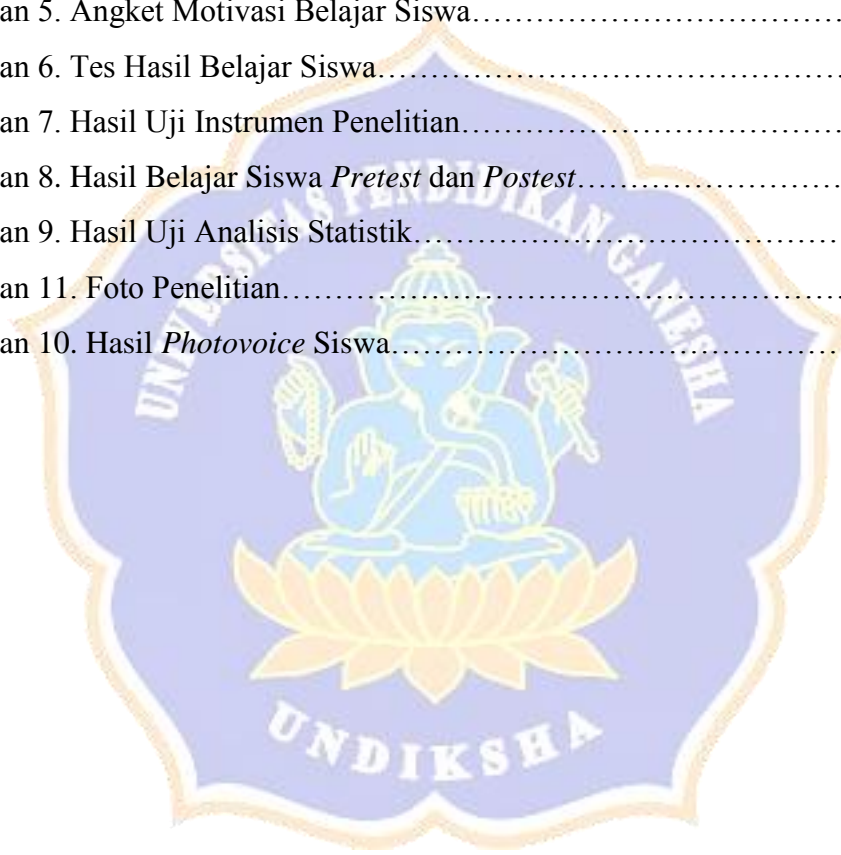 an 5. Angket Motivasi Belajar Siswa……………………………………
an 6. Tes Hasil Belajar Siswa………………………………………………
an 7. Hasil Uji Instrumen Penelitian………………………………………
an 8. Hasil Belajar Siswa Pretest dan Postest……………………………
an 9. Hasil Uji Analisis Statistik……………………………………………
an 11. Foto Penelitian………………………………………………………
an 10. Hasil Photovoice Siswa………………………………………………
UNIVERSITAS PENDIDIKAN GANESHA
UNDIKSHA